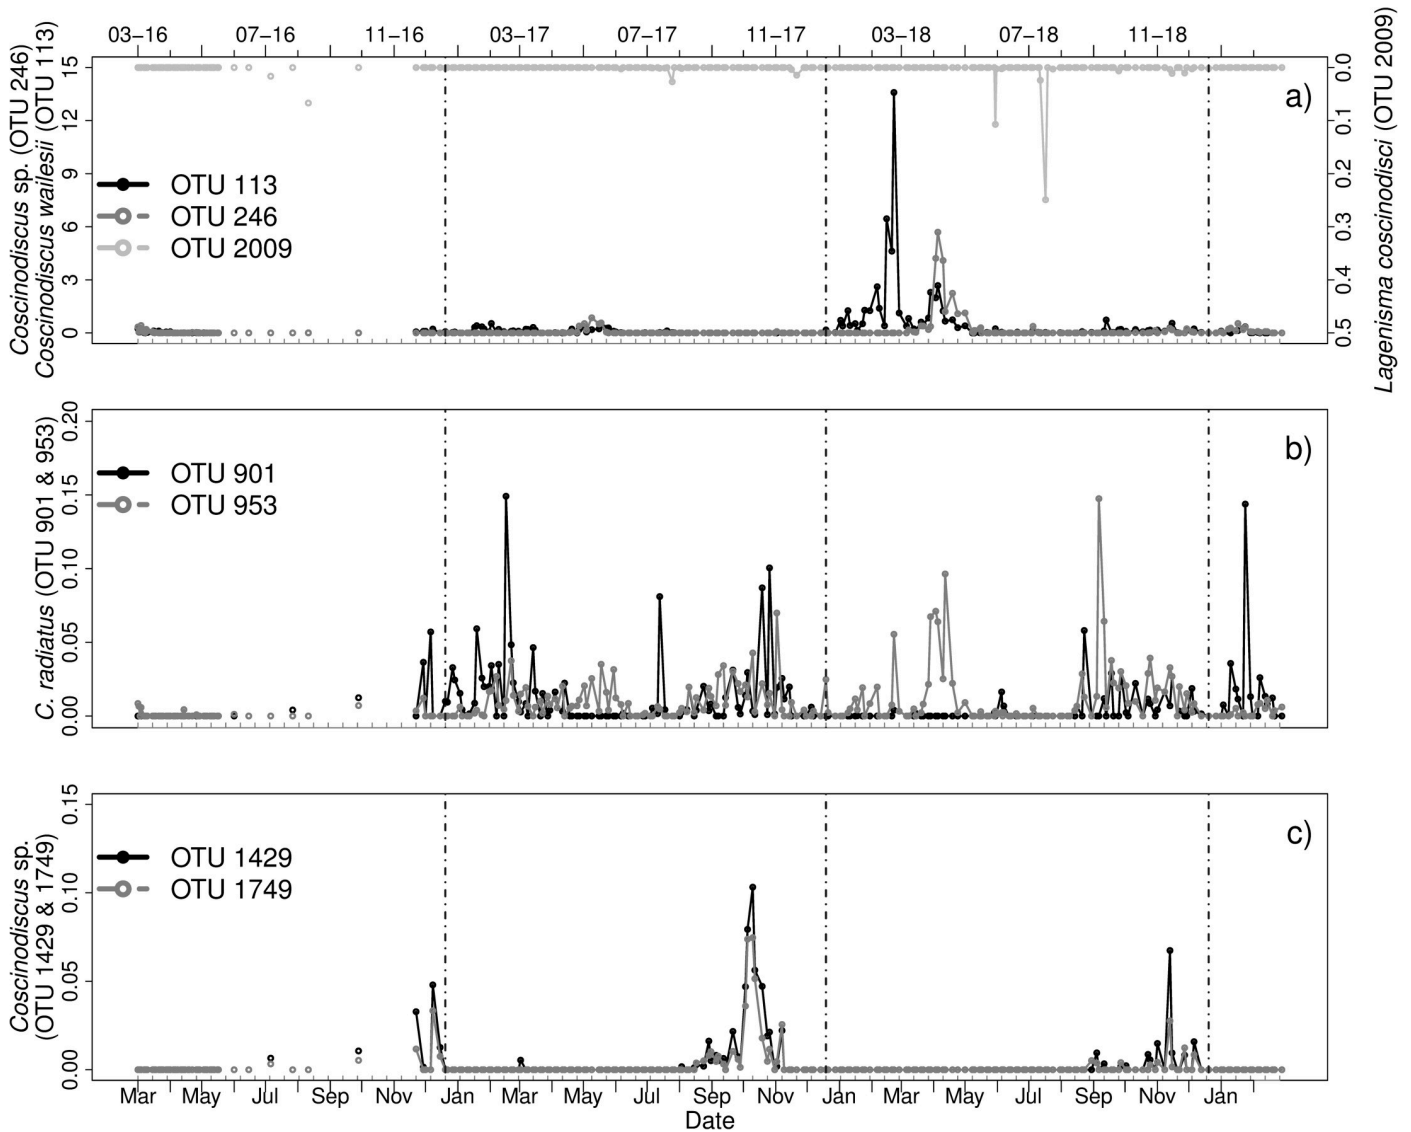 03-16 07-16 11-16 03-17 07-17 11-17 03-18 07-18 11-18
Coscinodiscus sp. (OTU 246)
Coscinodiscus wailesii (OTU 113)
15
12
9
6
3
0
OTU 113
OTU 246
OTU 2009
a)
0.0
0.1
0.2
0.3
0.4
0.5
Lagenisma coscinodisci (OTU 2009)
C. radiatus (OTU 901 & 953)
0.20
0.15
0.10
0.05
0.00
OTU 901
OTU 953
b)
Coscinodiscus sp.
(OTU 1429 & 1749)
0.15
0.10
0.05
0.00
OTU 1429
OTU 1749
c)
Mar May Jul Sep Nov Jan Mar May Jul Sep Nov Jan Mar May Jul Sep Nov Jan
Date